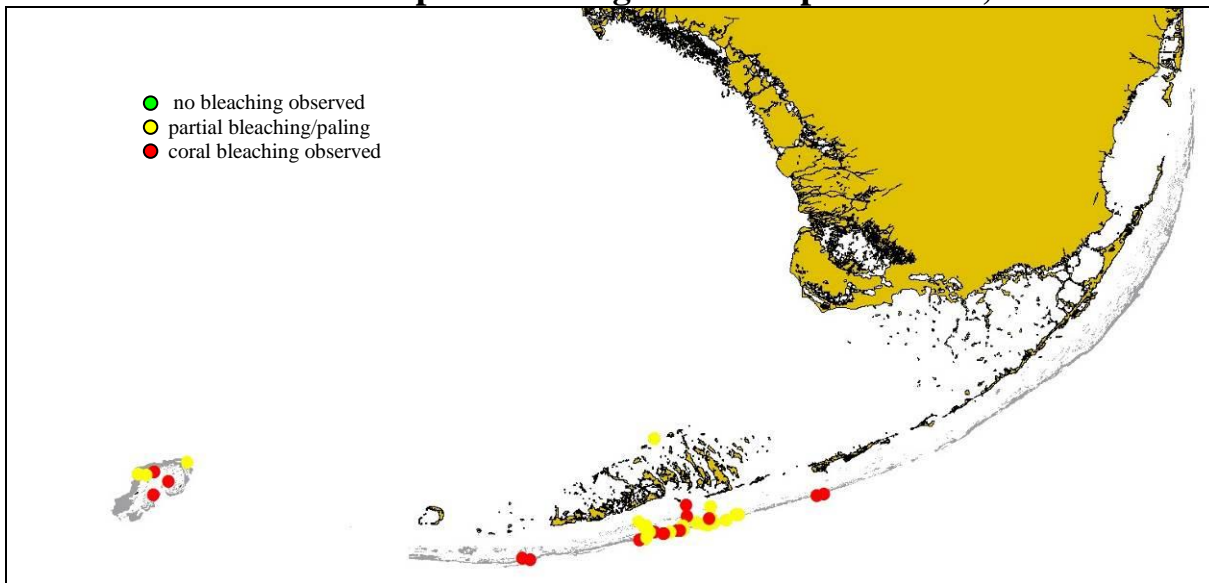 no bleaching observed
partial bleaching/paling
coral bleaching observed